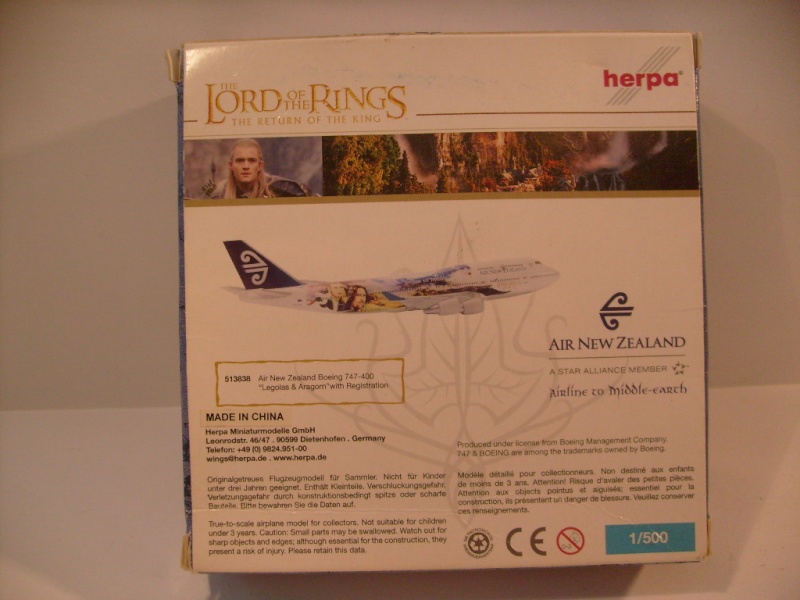 THE
LORD OF THE RINGS
THE RETURN OF THE KING
herpa
AIR NEW ZEALAND
AIR NEW ZEALAND
A STAR ALLIANCE MEMBER
AIRLINE TO MIDDLE-EARTH
513838 Air New Zealand Boeing 747-400
"Legolas & Aragorn" with Registration
MADE IN CHINA
Herpa Miniaturmodelle GmbH
Leonrodstr. 46/47 . 90599 Dietenhofen . Germany
Telefon: +49 (0) 9824.951-00
wings@herpa.de . www.herpa.de
Produced under license from Boeing Management Company.
747 & BOEING are among the trademarks owned by Boeing.
Originalgetreues Flugzeugmodell für Sammler. Nicht für Kinder
unter drei Jahren geeignet. Enthält Kleinteile. Verschluckungsgefahr,
Verletzungsgefahr durch konstruktionsbedingt spitze oder scharfe
Bauteile. Bitte bewahren Sie die Daten auf.
Modèle détaillé pour collectionneurs. Non destiné aux enfants
de moins de 3 ans. Attention! Risque d'avaler des petites pièces.
Attention aux objets pointus et aiguisés; essentiel pour la
construction, ils présentent un danger de blessure. Veuillez conserver
ces renseignements.
True-to-scale airplane model for collectors. Not suitable for children
under 3 years. Caution: Small parts may be swallowed. Watch out for
sharp objects and edges; although essential for the construction, they
present a risk of injury. Please retain this data.
CE
0-3
1/500